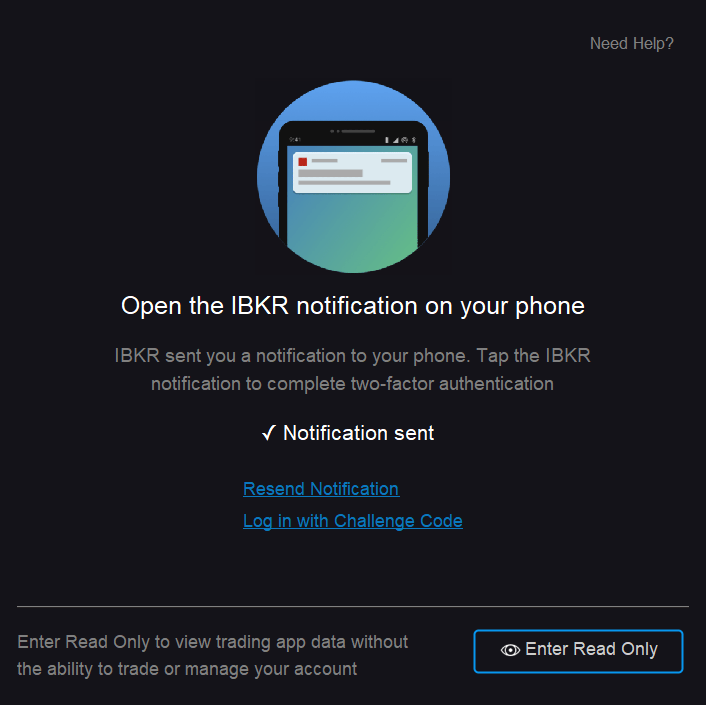 Need Help?
9:41
Open the IBKR notification on your phone
IBKR sent you a notification to your phone. Tap the IBKR
notification to complete two-factor authentication
✓ Notification sent
Resend Notification
Log in with Challenge Code
Enter Read Only to view trading app data without
the ability to trade or manage your account
Enter Read Only